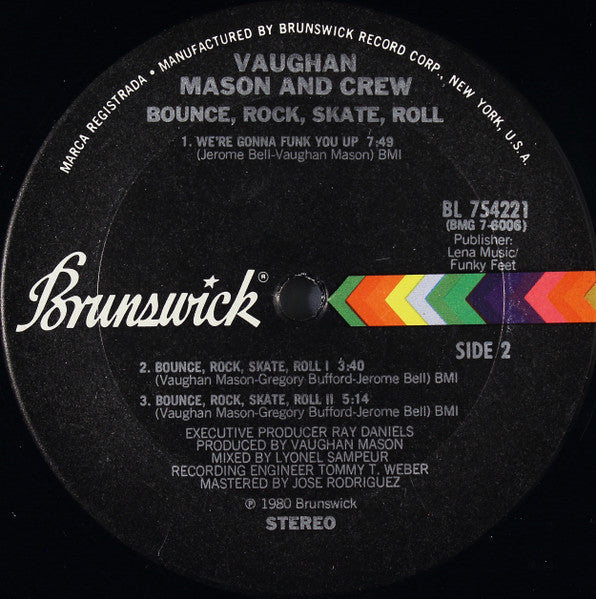 MARCA REGISTRADA • MANUFACTURED BY BRUNSWICK RECORD CORP., NEW YORK, U.S.A.
VAUGHAN
MASON AND CREW
BOUNCE, ROCK, SKATE, ROLL
1. WE'RE GONNA FUNK YOU UP 7:49
(Jerome Bell-Vaughan Mason) BMI
BL 754221
(BMG 7-6006)
Publisher:
Lena Music/
Funky Feet
Brunswick®
SIDE 2
2. BOUNCE, ROCK, SKATE, ROLL I 3:40
(Vaughan Mason-Gregory Bufford-Jerome Bell) BMI
3. BOUNCE, ROCK, SKATE, ROLL II 5:14
(Vaughan Mason-Gregory Bufford-Jerome Bell) BMI
EXECUTIVE PRODUCER RAY DANIELS
PRODUCED BY VAUGHAN MASON
MIXED BY LYONEL SAMPEUR
RECORDING ENGINEER TOMMY T. WEBER
MASTERED BY JOSE RODRIGUEZ
℗ 1980 Brunswick
STEREO